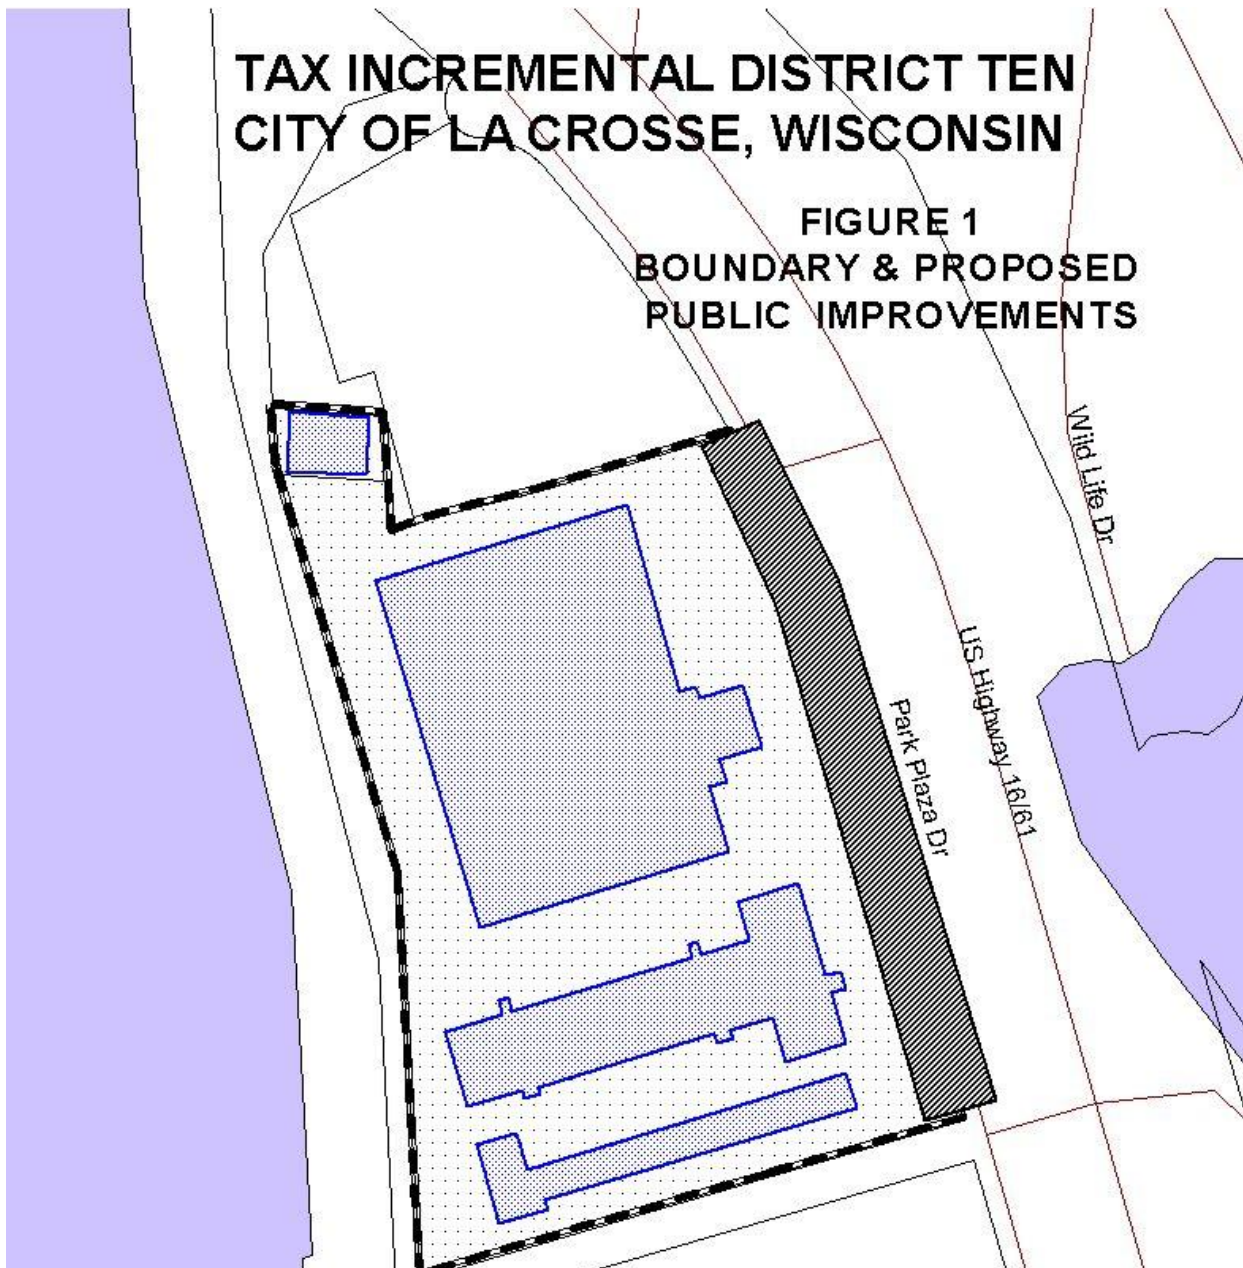 TAX INCREMENTAL DISTRICT TEN
CITY OF LA CROSSE, WISCONSIN
FIGURE 1
BOUNDARY & PROPOSED
PUBLIC IMPROVEMENTS
Wild Life Dr
US Highway 16/61
Park Plaza Dr